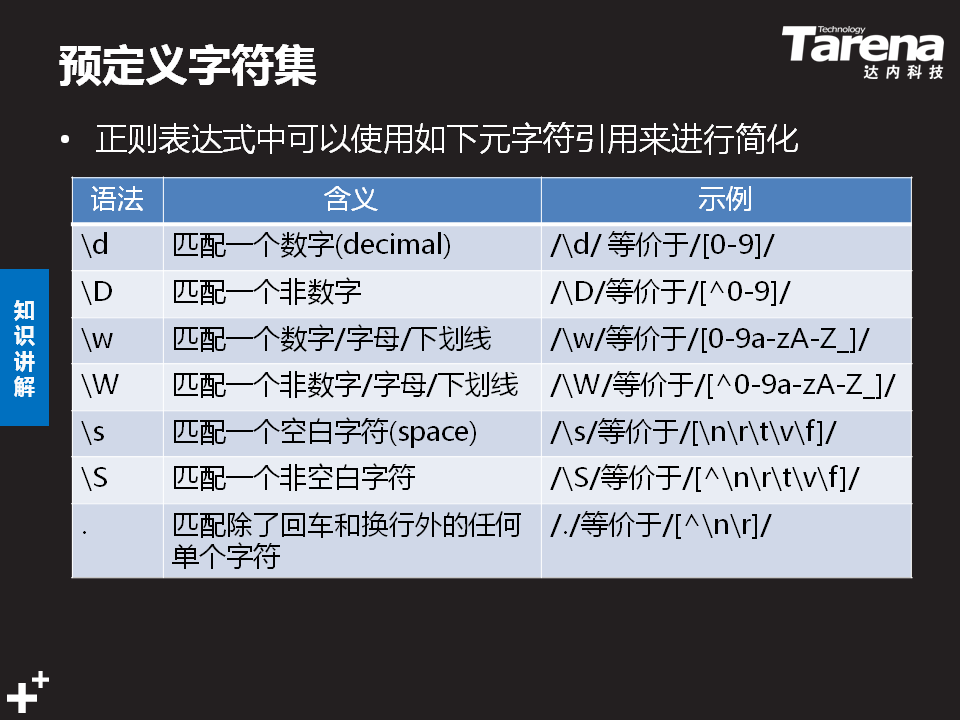 预定义字符集
Technology
Tarena
达内科技
• 正则表达式中可以使用如下元字符引用来进行简化
语法 含义 示例
\d 匹配一个数字(decimal) /\d/ 等价于/[0-9]/
\D 匹配一个非数字 /\D/等价于/[^0-9]/
\w 匹配一个数字/字母/下划线 /\w/等价于/[0-9a-zA-Z_]/
\W 匹配一个非数字/字母/下划线 /\W/等价于/[^0-9a-zA-Z_]/
\s 匹配一个空白字符(space) /\s/等价于/[\n\r\t\v\f]/
\S 匹配一个非空白字符 /\S/等价于/[^\n\r\t\v\f]/
. 匹配除了回车和换行外的任何 /./等价于/[^\n\r]/
单个字符
知
识
讲
解